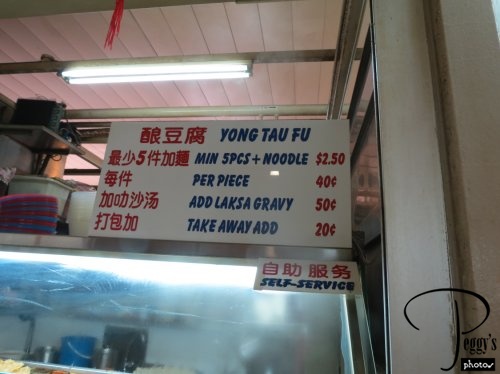 酿豆腐 YONG TAU FU
最少5件加麵 MIN 5PCS+NOODLE $2.50
每件 PER PIECE 40¢
加叻沙汤 ADD LAKSA GRAVY 50¢
打包加 TAKE AWAY ADD 20¢
自助服务
SELF-SERVICE
Peggy's
photos